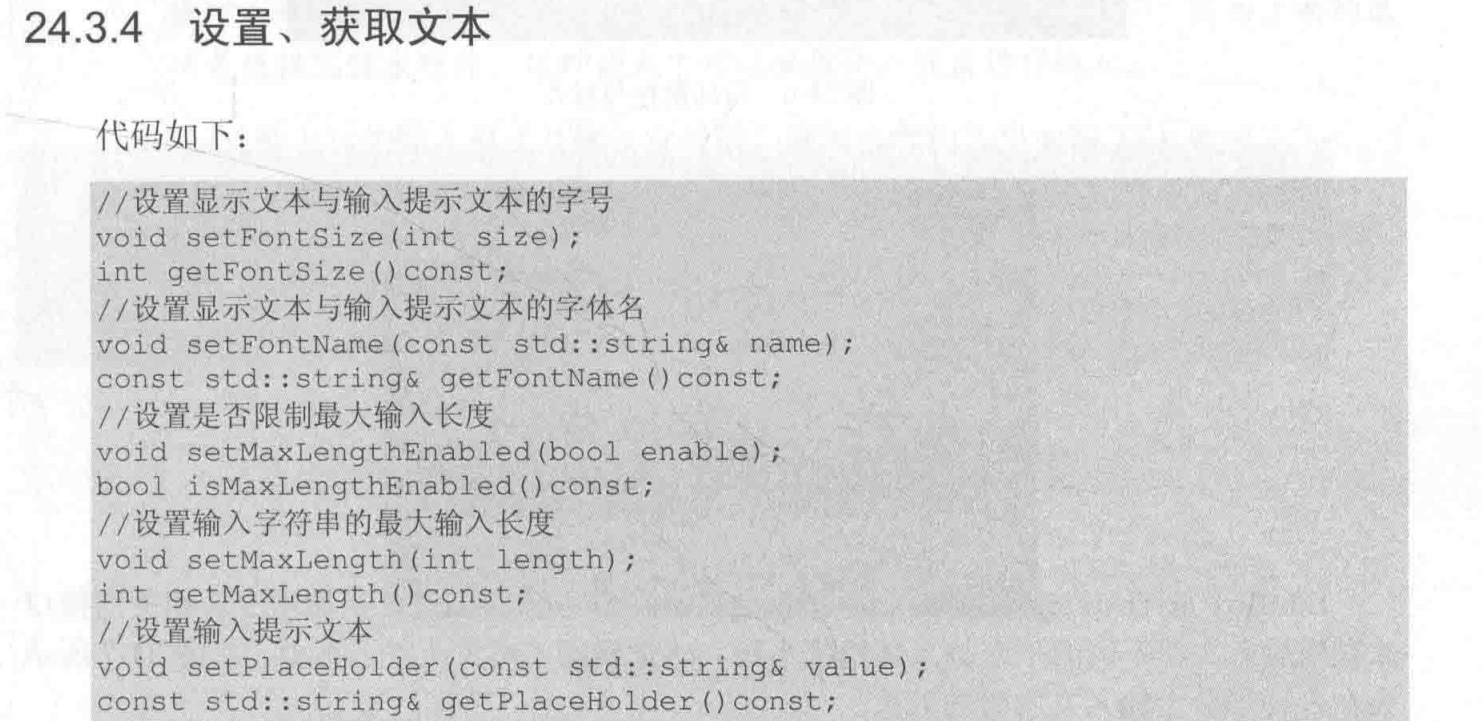 24.3.4 设置、获取文本
代码如下：
//设置显示文本与输入提示文本的字号
void setFontSize(int size);
int getFontSize()const;
//设置显示文本与输入提示文本的字体名
void setFontName(const std::string& name);
const std::string& getFontName()const;
//设置是否限制最大输入长度
void setMaxLengthEnabled(bool enable);
bool isMaxLengthEnabled()const;
//设置输入字符串的最大输入长度
void setMaxLength(int length);
int getMaxLength()const;
//设置输入提示文本
void setPlaceHolder(const std::string& value);
const std::string& getPlaceHolder()const;